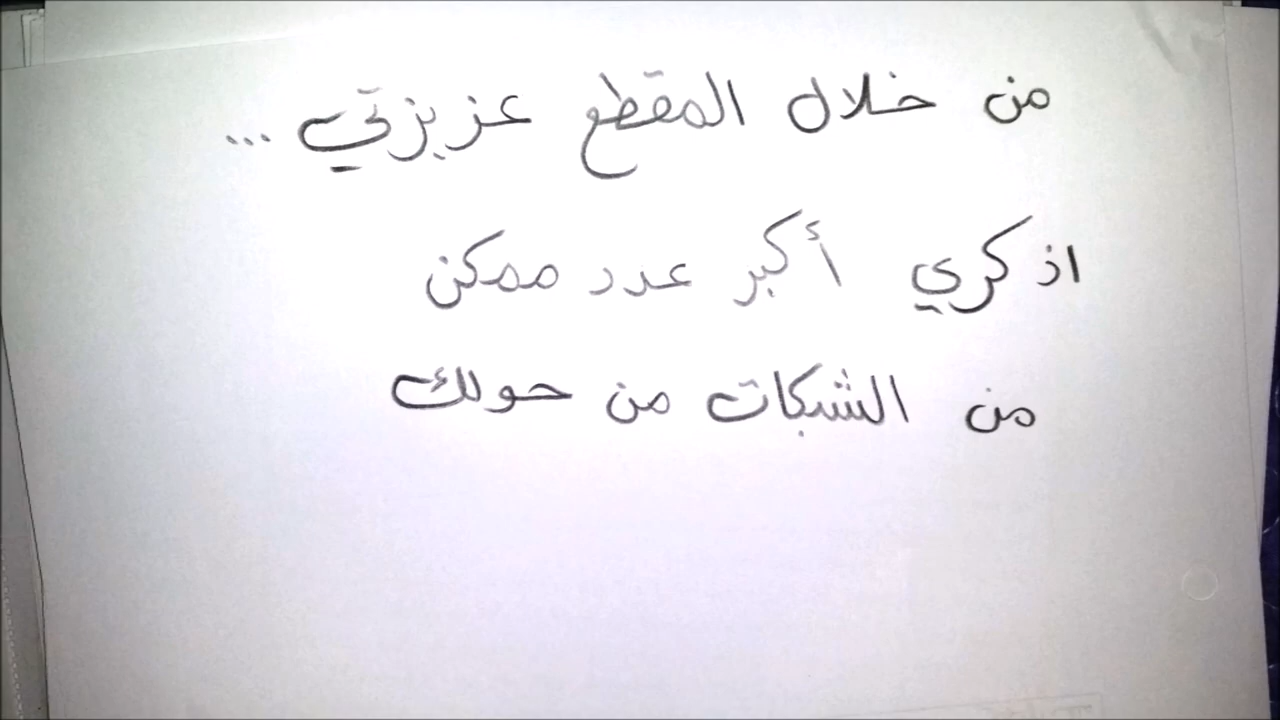 من خلال المقطع عزيزتي ...
اذكري أكبر عدد ممكن
من الشبكات من حولك